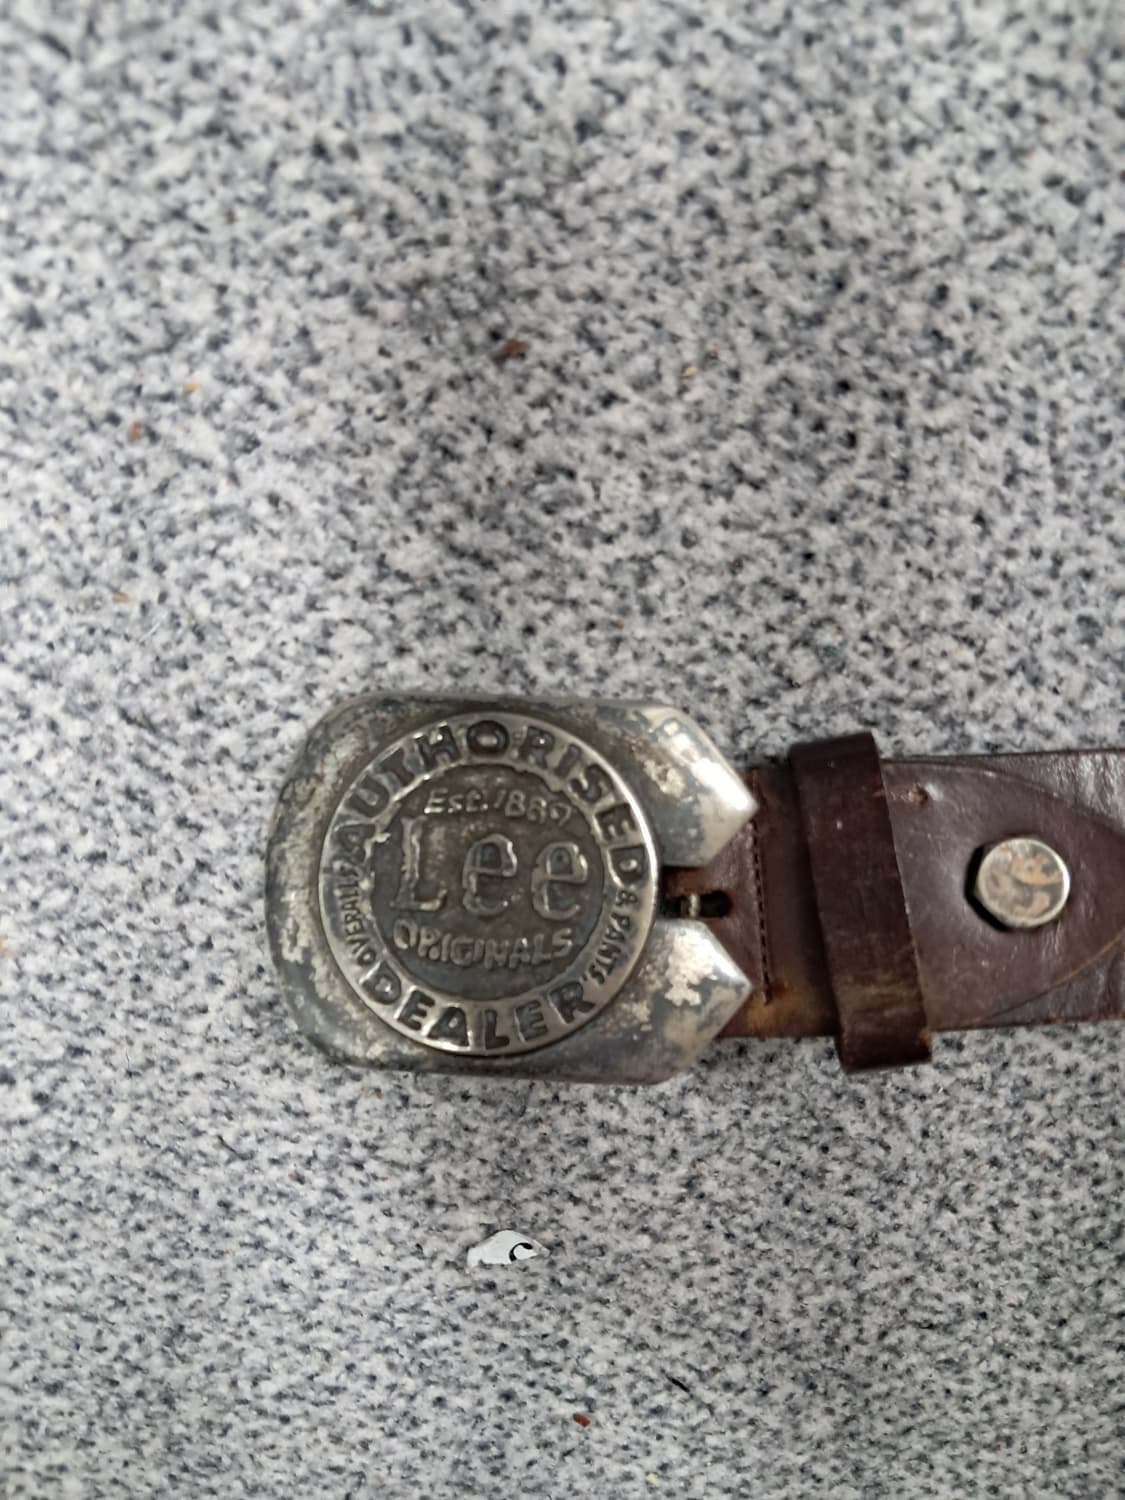 AUTHORISED
Est. 1889
Lee
ORIGINALS
OVERALLS
& PANTS
DEALER
c